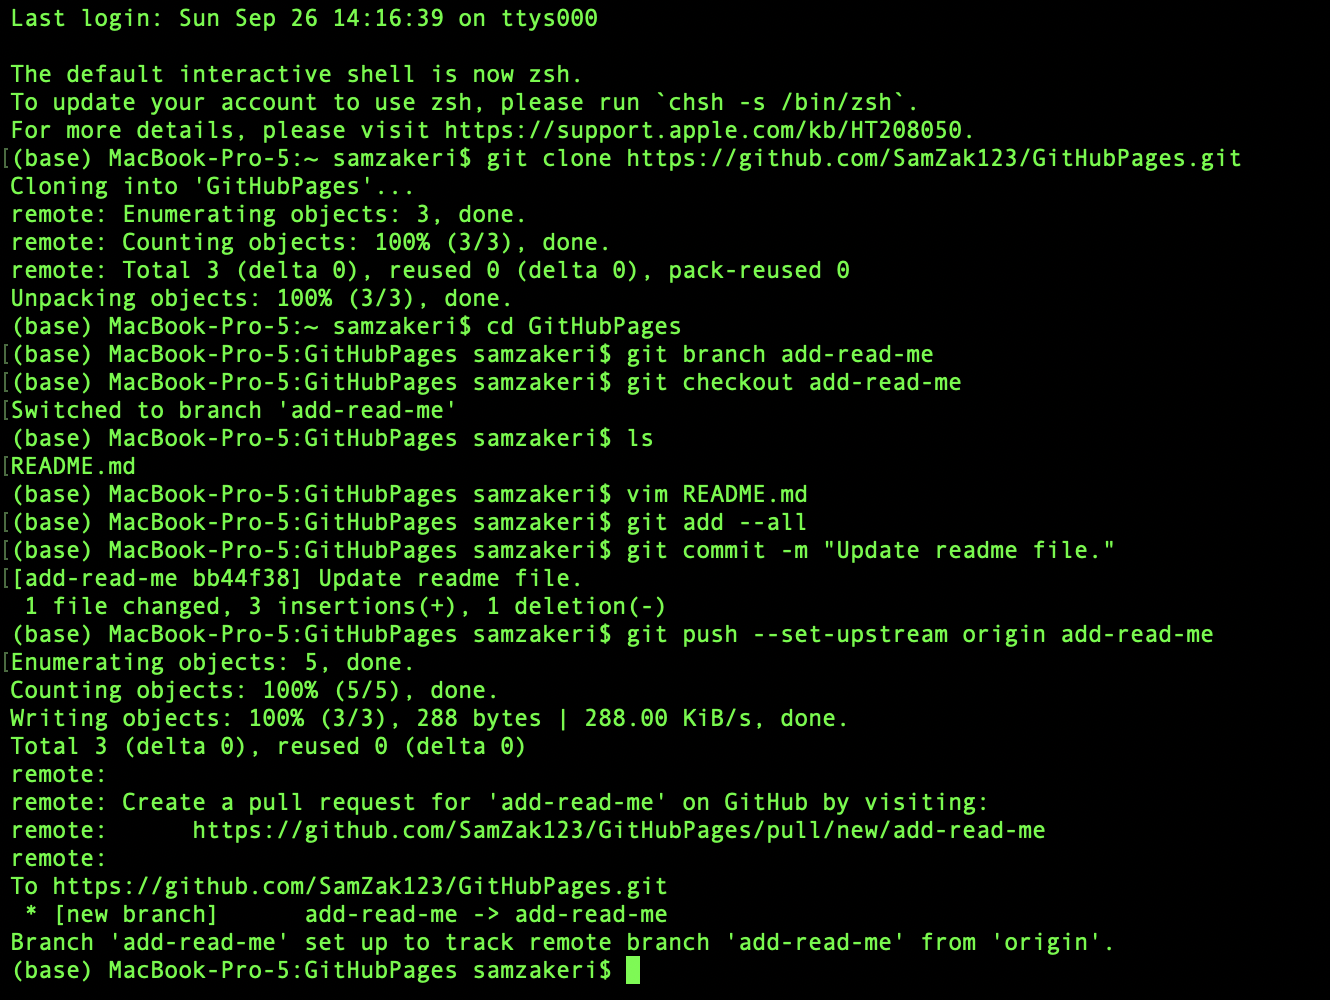 Last login: Sun Sep 26 14:16:39 on ttys000

The default interactive shell is now zsh.
To update your account to use zsh, please run `chsh -s /bin/zsh`.
For more details, please visit https://support.apple.com/kb/HT208050.
[(base) MacBook-Pro-5:~ samzakeri$ git clone https://github.com/SamZak123/GitHubPages.git
Cloning into 'GitHubPages'...
remote: Enumerating objects: 3, done.
remote: Counting objects: 100% (3/3), done.
remote: Total 3 (delta 0), reused 0 (delta 0), pack-reused 0
Unpacking objects: 100% (3/3), done.
(base) MacBook-Pro-5:~ samzakeri$ cd GitHubPages
[(base) MacBook-Pro-5:GitHubPages samzakeri$ git branch add-read-me
[(base) MacBook-Pro-5:GitHubPages samzakeri$ git checkout add-read-me
[Switched to branch 'add-read-me'
(base) MacBook-Pro-5:GitHubPages samzakeri$ ls
[README.md
(base) MacBook-Pro-5:GitHubPages samzakeri$ vim README.md
[(base) MacBook-Pro-5:GitHubPages samzakeri$ git add --all
[(base) MacBook-Pro-5:GitHubPages samzakeri$ git commit -m "Update readme file."
[[add-read-me bb44f38] Update readme file.
 1 file changed, 3 insertions(+), 1 deletion(-)
(base) MacBook-Pro-5:GitHubPages samzakeri$ git push --set-upstream origin add-read-me
[Enumerating objects: 5, done.
Counting objects: 100% (5/5), done.
Writing objects: 100% (3/3), 288 bytes | 288.00 KiB/s, done.
Total 3 (delta 0), reused 0 (delta 0)
remote:
remote: Create a pull request for 'add-read-me' on GitHub by visiting:
remote:      https://github.com/SamZak123/GitHubPages/pull/new/add-read-me
remote:
To https://github.com/SamZak123/GitHubPages.git
 * [new branch]      add-read-me -> add-read-me
Branch 'add-read-me' set up to track remote branch 'add-read-me' from 'origin'.
(base) MacBook-Pro-5:GitHubPages samzakeri$